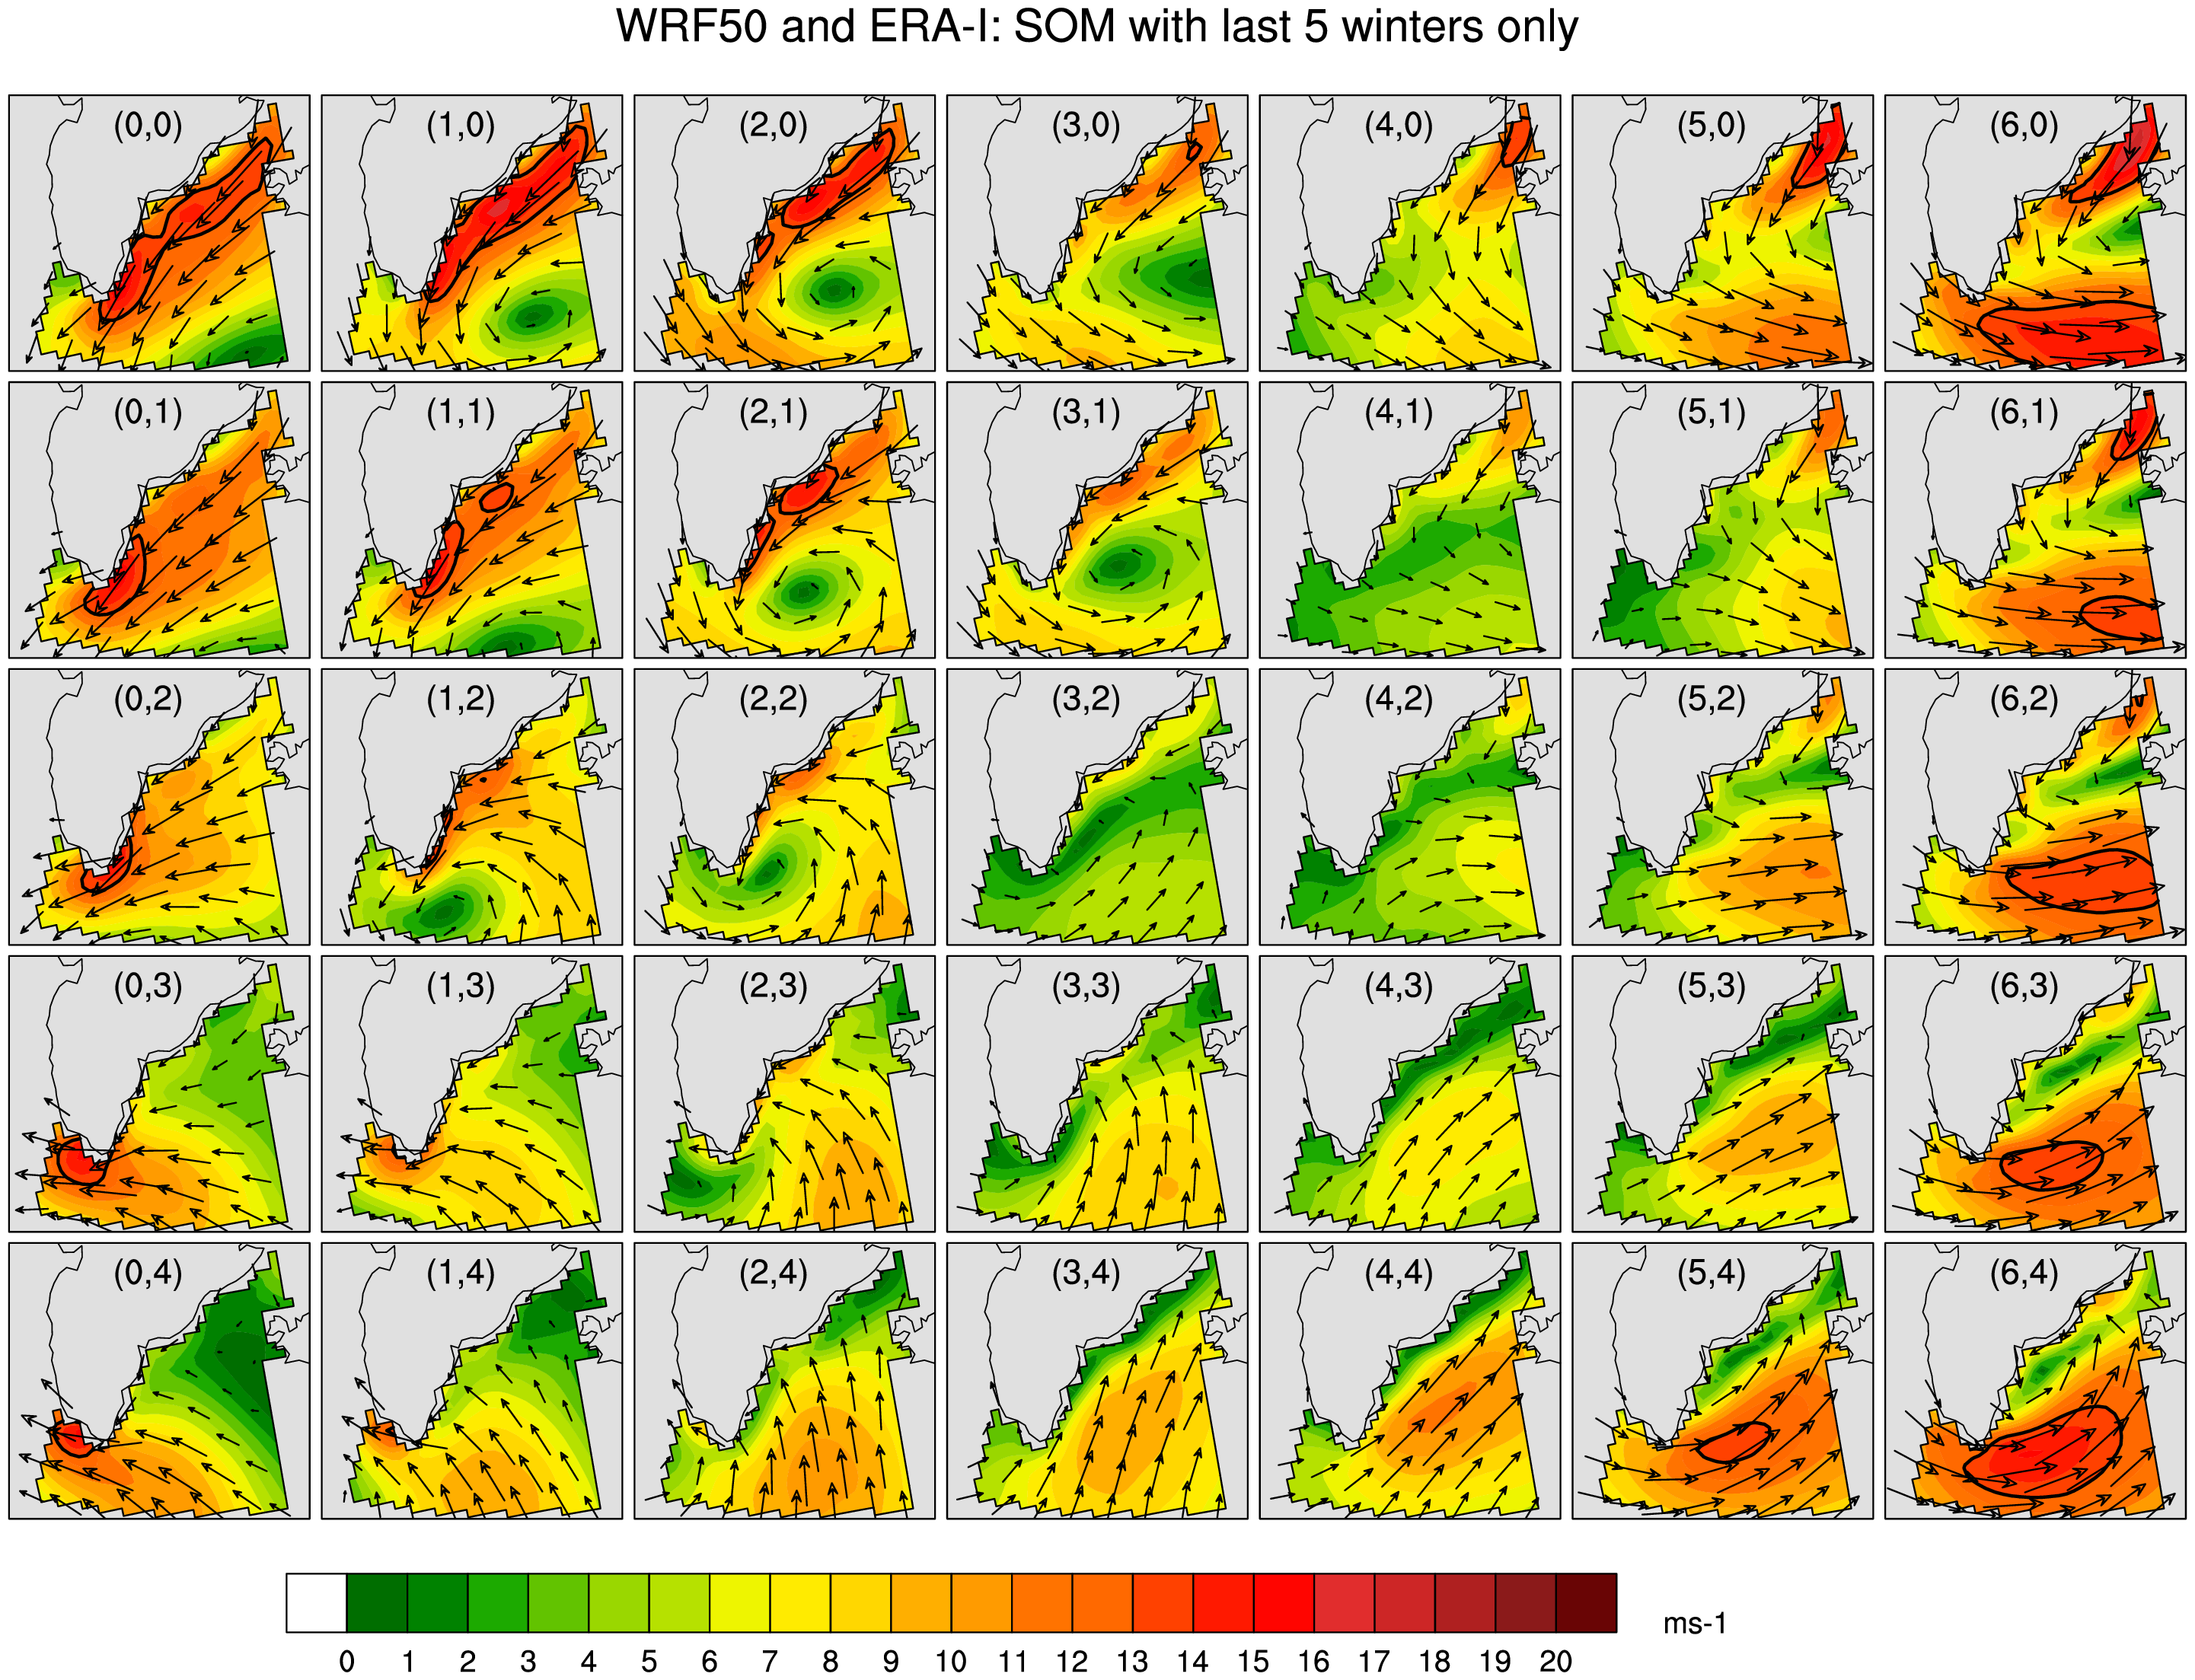 WRF50 and ERA-I: SOM with last 5 winters only
(0,0) (1,0) (2,0) (3,0) (4,0) (5,0) (6,0)
(0,1) (1,1) (2,1) (3,1) (4,1) (5,1) (6,1)
(0,2) (1,2) (2,2) (3,2) (4,2) (5,2) (6,2)
(0,3) (1,3) (2,3) (3,3) (4,3) (5,3) (6,3)
(0,4) (1,4) (2,4) (3,4) (4,4) (5,4) (6,4)
ms-1
0 1 2 3 4 5 6 7 8 9 10 11 12 13 14 15 16 17 18 19 20